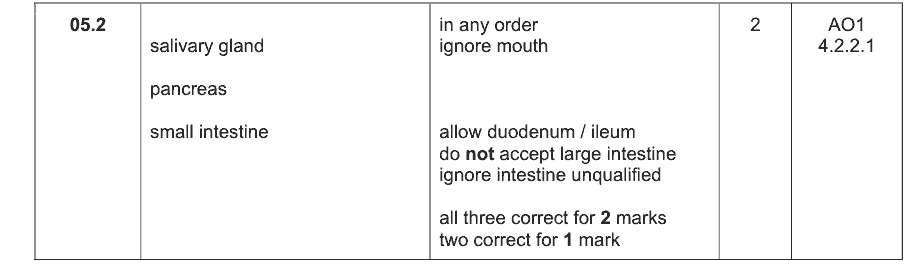 05.2 in any order 2 AO1
salivary gland ignore mouth 4.2.2.1
pancreas
small intestine allow duodenum / ileum
do not accept large intestine
ignore intestine unqualified
all three correct for 2 marks
two correct for 1 mark